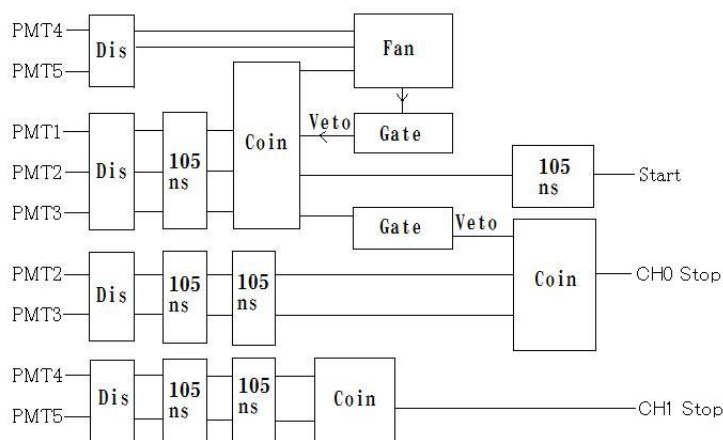 PMT4
Dis
Fan
PMT5
PMT1
Veto
Gate
105
ns
Coin
PMT2
Dis
105
ns
Start
PMT3
Gate
Veto
PMT2
Dis
105
ns
105
ns
Coin
CH0 Stop
PMT3
PMT4
Dis
105
ns
105
ns
Coin
CH1 Stop
PMT5